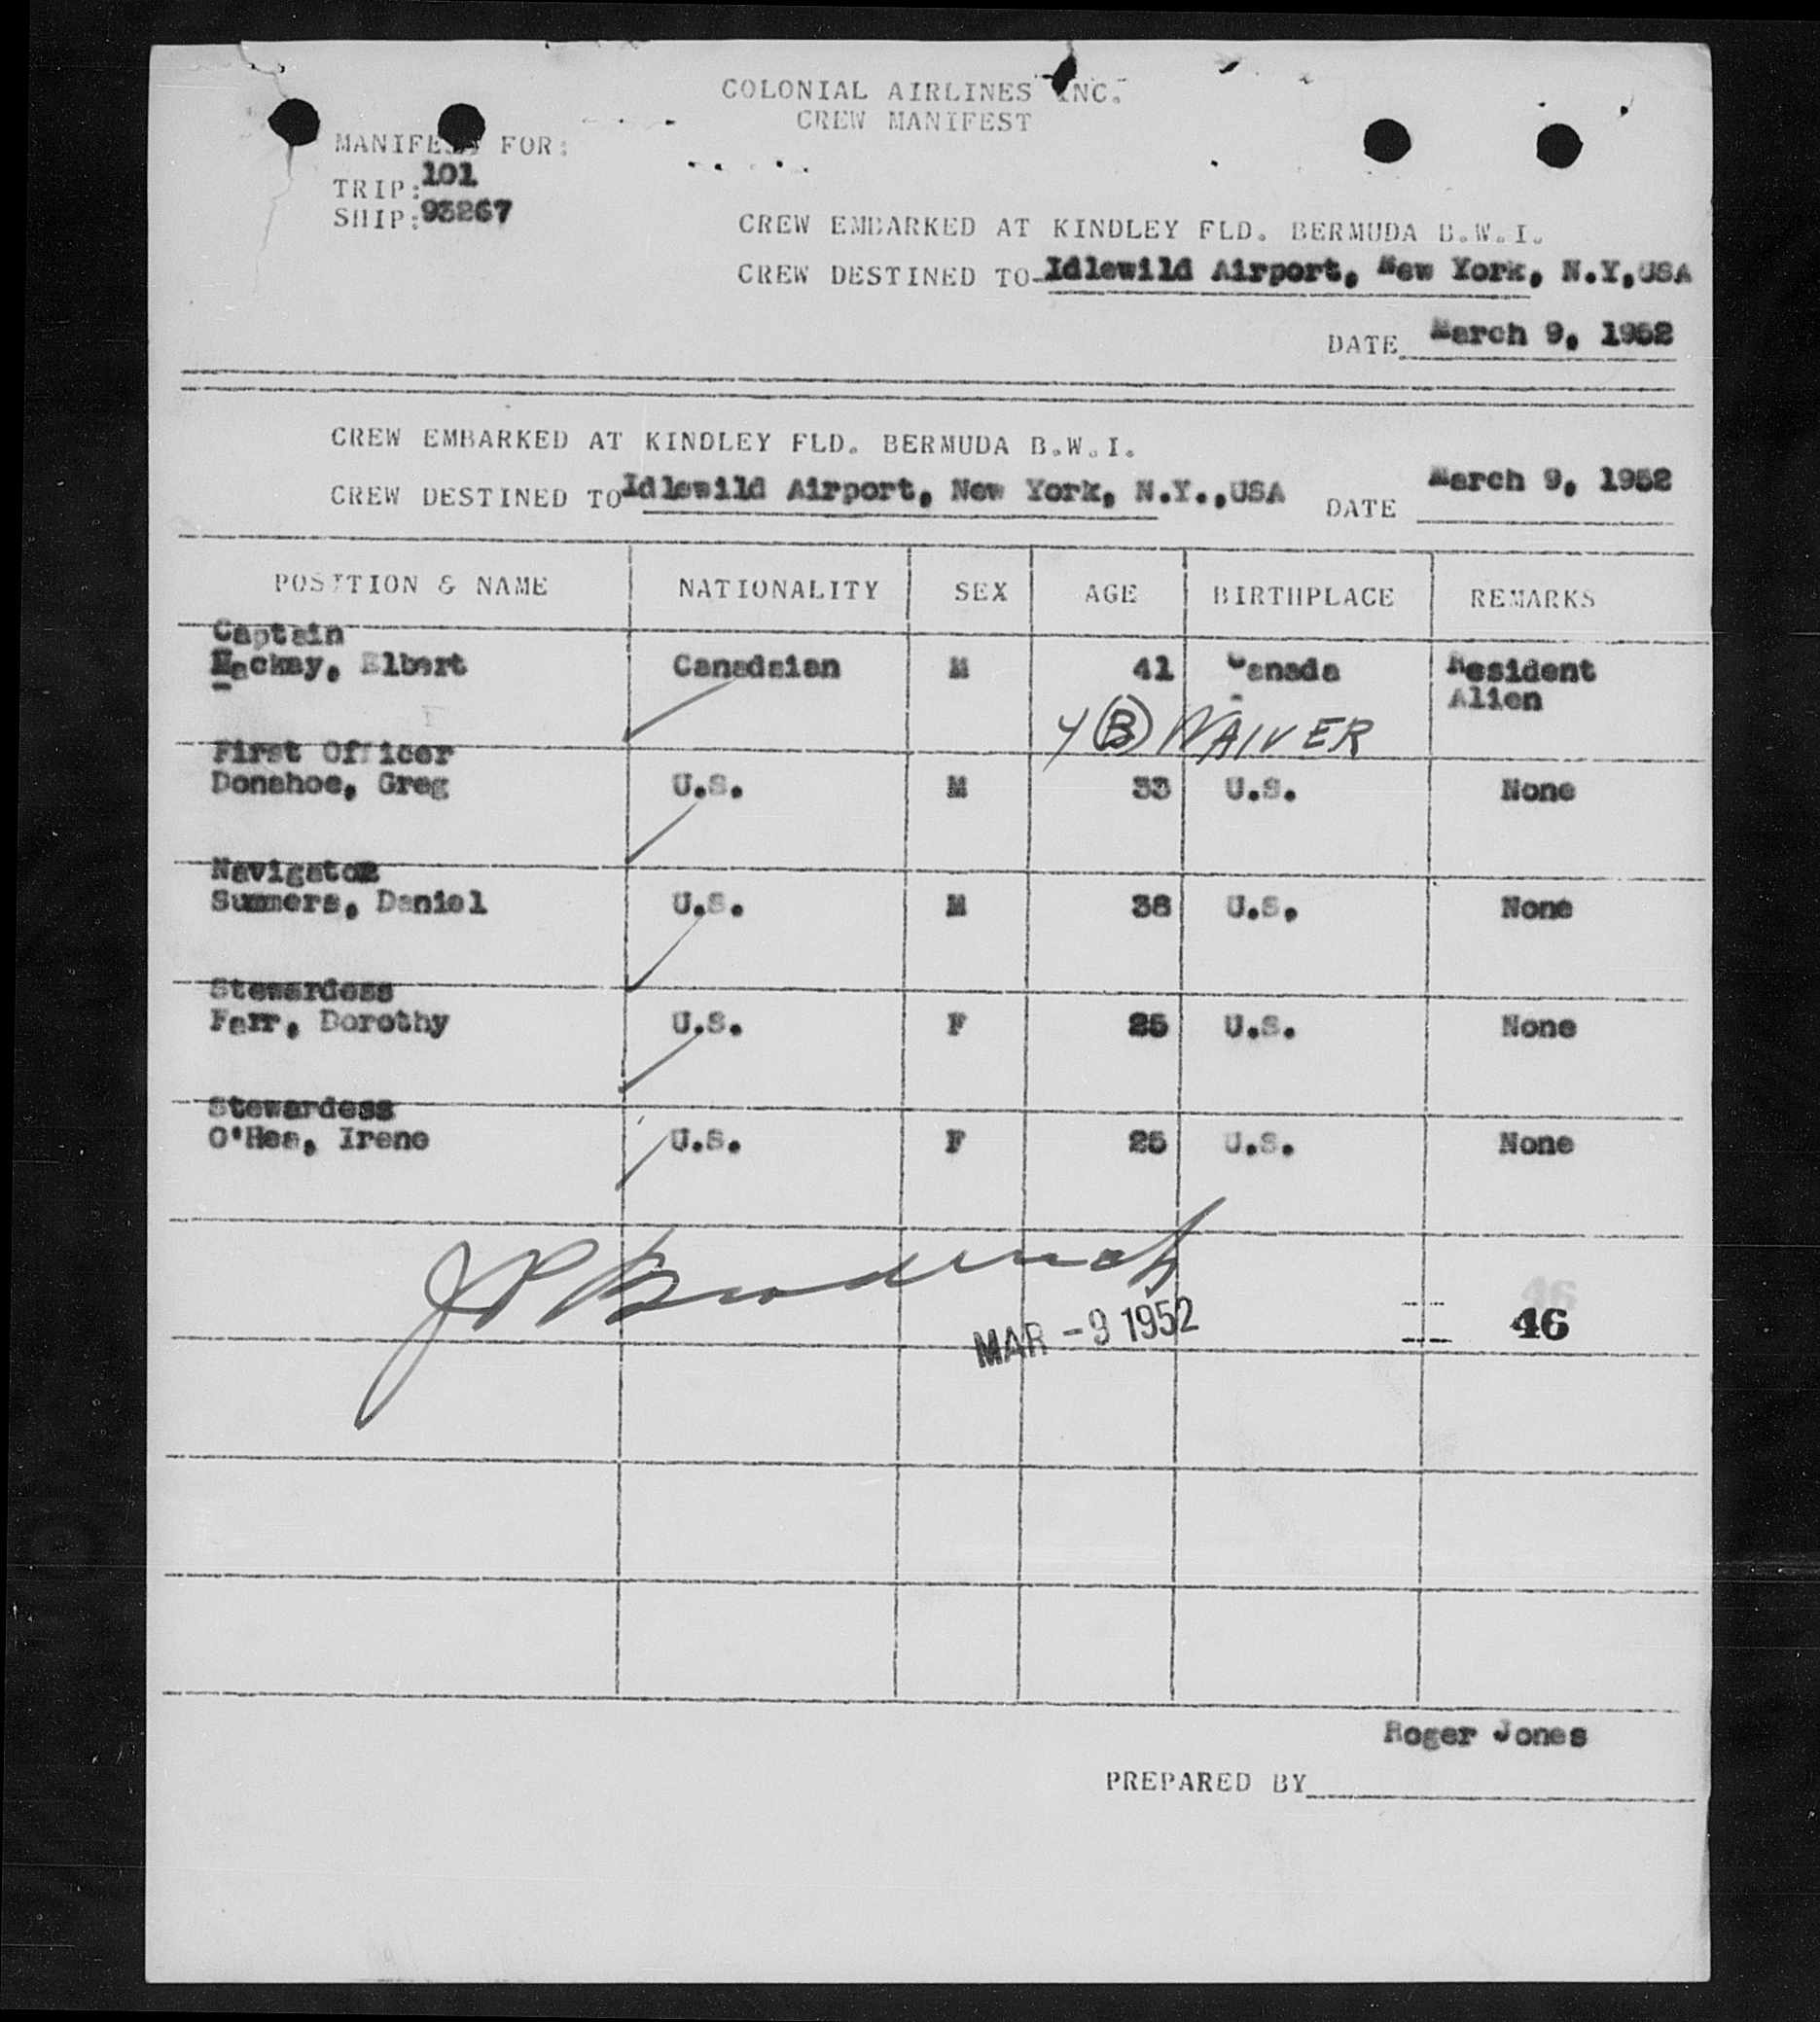 COLONIAL AIRLINES INC.
CREW MANIFEST
MANIFEST FOR:
TRIP: 101
SHIP: 93267
CREW EMBARKED AT KINDLEY FLD. BERMUDA B.W.I.
CREW DESTINED TO Idlewild Airport, New York, N.Y,USA
DATE March 9, 1952
CREW EMBARKED AT KINDLEY FLD. BERMUDA B.W.I.
CREW DESTINED TO Idlewild Airport, New York, N.Y.,USA DATE March 9, 1952
POSITION & NAME NATIONALITY SEX AGE BIRTHPLACE REMARKS
Captain
Mackay, Elbert Canadaian M 41 Canada Resident
Alien
4 (B) WAIVER
First Officer
Donahoe, Greg U.S. M 33 U.S. None
Navigator
Summers, Daniel U.S. M 38 U.S. None
Stewardess
Farr, Dorothy U.S. F 25 U.S. None
Stewardess
O'Hea, Irene U.S. F 25 U.S. None
46
MAR -9 1952 46
Roger Jones
PREPARED BY